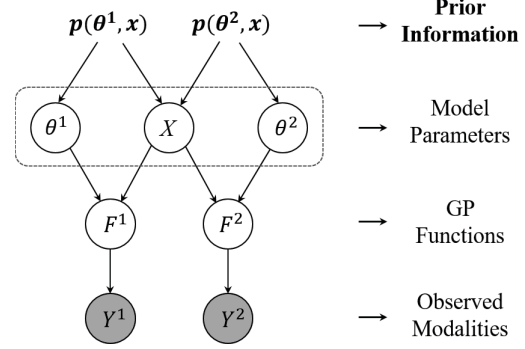 p(θ¹, x) p(θ², x) Prior
Information
θ¹ X θ² Model
Parameters
F¹ F² GP
Functions
Y¹ Y² Observed
Modalities